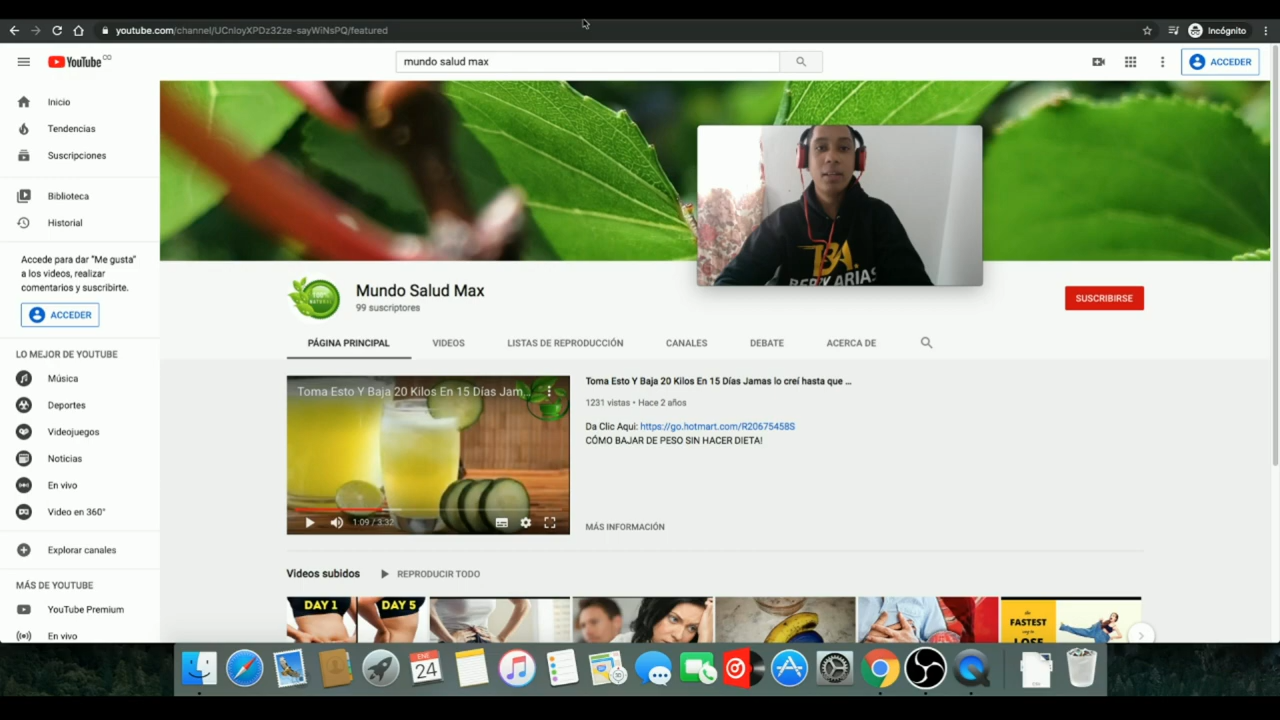 youtube.com/channel/UCnloyXPDz32ze-sayWiNsPQ/featured
Incógnito
YouTube CO
mundo salud max
ACCEDER
Inicio
Tendencias
Suscripciones
Biblioteca
Historial
Accede para dar "Me gusta"
a los videos, realizar
comentarios y suscribirte.
ACCEDER
LO MEJOR DE YOUTUBE
Música
Deportes
Videojuegos
Noticias
En vivo
Video en 360°
Explorar canales
MÁS DE YOUTUBE
YouTube Premium
En vivo
BA
Mundo Salud Max
99 suscriptores
SUSCRIBIRSE
PÁGINA PRINCIPAL
VIDEOS
LISTAS DE REPRODUCCIÓN
CANALES
DEBATE
ACERCA DE
Toma Esto Y Baja 20 Kilos En 15 Días Jam...
1:09 / 3:32
Toma Esto Y Baja 20 Kilos En 15 Días Jamas lo creí hasta que ...
1231 vistas • Hace 2 años
Da Clic Aqui: https://go.hotmart.com/R20675458S
CÓMO BAJAR DE PESO SIN HACER DIETA!
MÁS INFORMACIÓN
Videos subidos
REPRODUCIR TODO
DAY 1
DAY 5
FASTEST
ENE
24